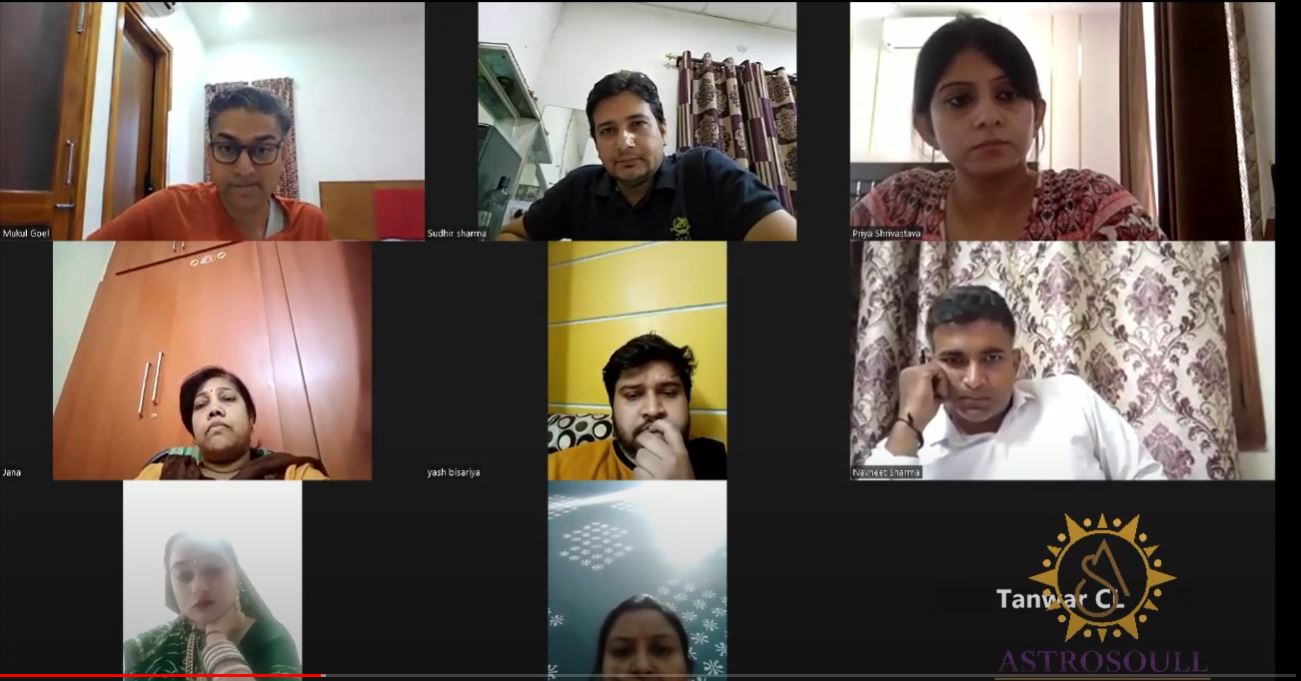 Mukul Goel
Sudhir sharma
Priya Shrivastava
Jana
yash bisariya
Navneet Sharma
Tanwar CL
ASTROSOULL